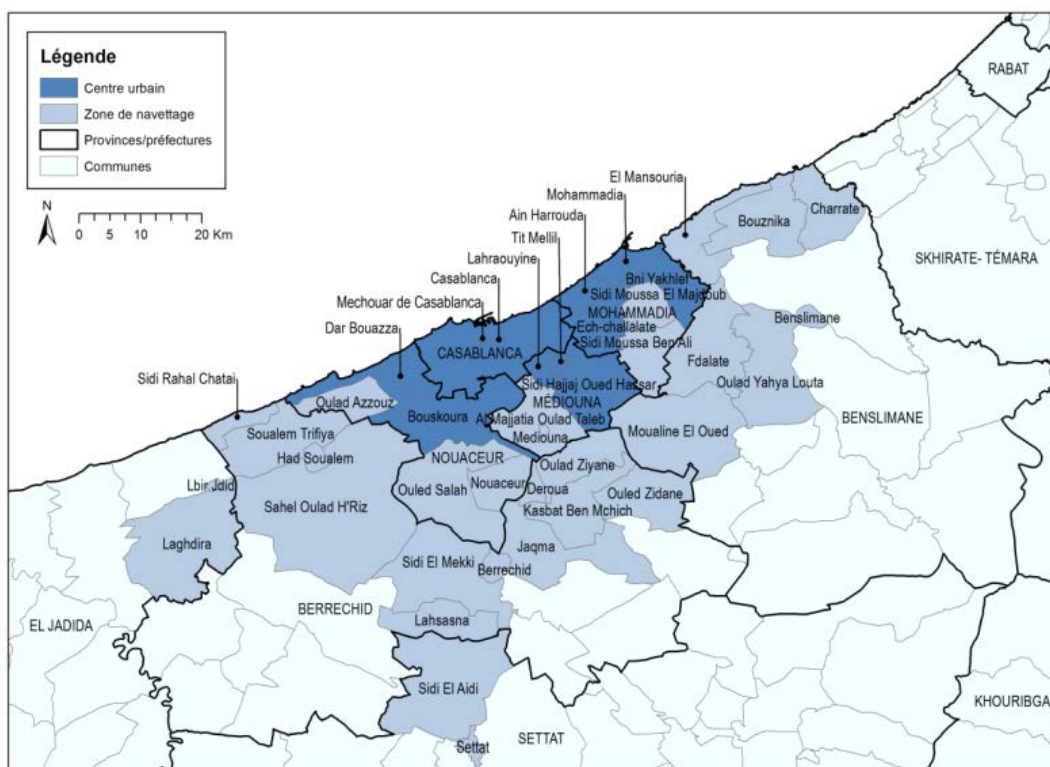 Légende
Centre urbain
Zone de navettage
Provinces/préfectures
Communes
N
0 5 10 20 Km
RABAT
El Mansouria
Mohammadia
Ain Harrouda
Tit Mellil
Lahraouyine
Casablanca
Mechouar de Casablanca
Dar Bouazza
Sidi Rahal Chatai
Charrate
Bouznika
SKHIRATE- TÉMARA
Bni Yakhlef
Sidi Moussa El Majdoub
MOHAMMADIA
Ech-challalate
Sidi Moussa Ben Ali
Benslimane
CASABLANCA
Fdalate
Oulad Yahya Louta
Sidi Hajjaj Oued Hassar
MÉDIOUNA
Oulad Azzouz
Bouskoura
Al Majjatia Oulad Taleb
BENSLIMANE
Mediouna
Moualine El Oued
Soualem Trifiya
Had Soualem
NOUACEUR
Oulad Ziyane
Lbir Jdid
Ouled Salah
Nouaceur
Deroua
Ouled Zidane
Sahel Oulad H'Riz
Kasbat Ben Mchich
Laghdira
Jaqma
Sidi El Mekki
Berrechid
BERRECHID
Lahsasna
EL JADIDA
Sidi El Aidi
KHOURIBGA
SETTAT
Settat